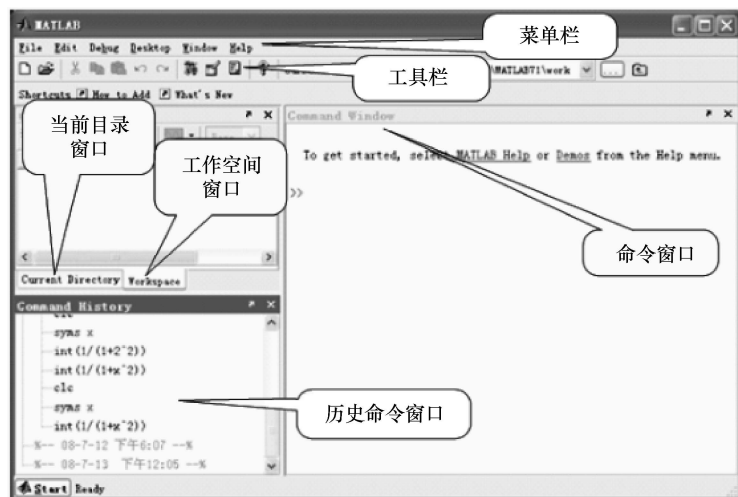 MATLAB
File Edit Debug Desktop Window Help
菜单栏
工具栏
\MATLAB71\work
Shortcuts How to Add What's New
当前目录
窗口
工作空间
窗口
Command Window
To get started, select MATLAB Help or Demos from the Help menu.
>>
命令窗口
Current Directory Workspace
Command History
clc
syms x
int(1/(1+2^2))
int(1/(1+x^2))
clc
syms x
int(1/(1+x^2))
%-- 08-7-12 下午6:07 --%
%-- 08-7-13 下午12:05 --%
历史命令窗口
Start Ready